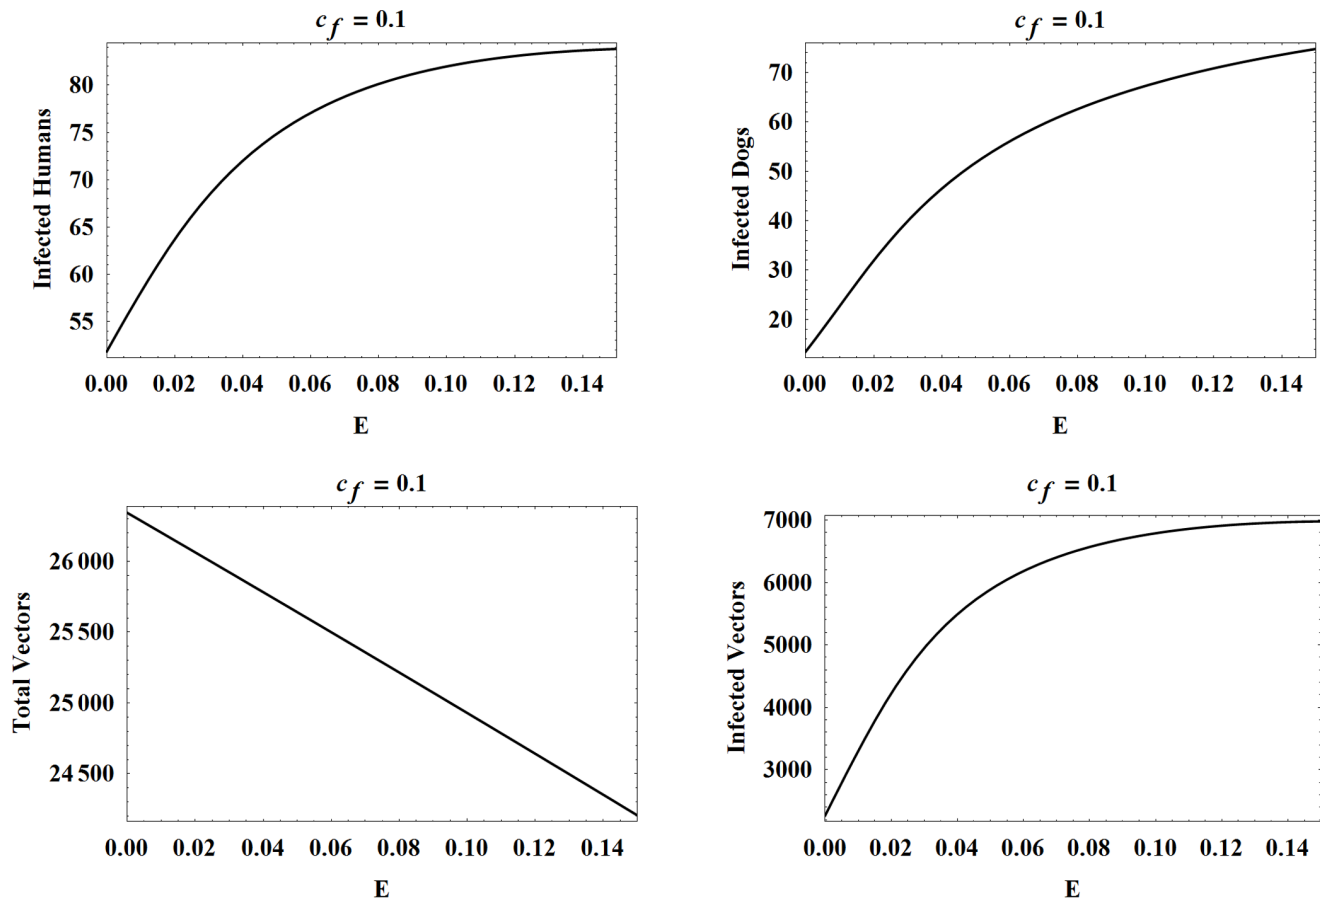 c_f = 0.1
Infected Humans
80
75
70
65
60
55
0.00 0.02 0.04 0.06 0.08 0.10 0.12 0.14
E
c_f = 0.1
Infected Dogs
70
60
50
40
30
20
0.00 0.02 0.04 0.06 0.08 0.10 0.12 0.14
E
c_f = 0.1
Total Vectors
26 000
25 500
25 000
24 500
0.00 0.02 0.04 0.06 0.08 0.10 0.12 0.14
E
c_f = 0.1
Infected Vectors
7000
6000
5000
4000
3000
0.00 0.02 0.04 0.06 0.08 0.10 0.12 0.14
E